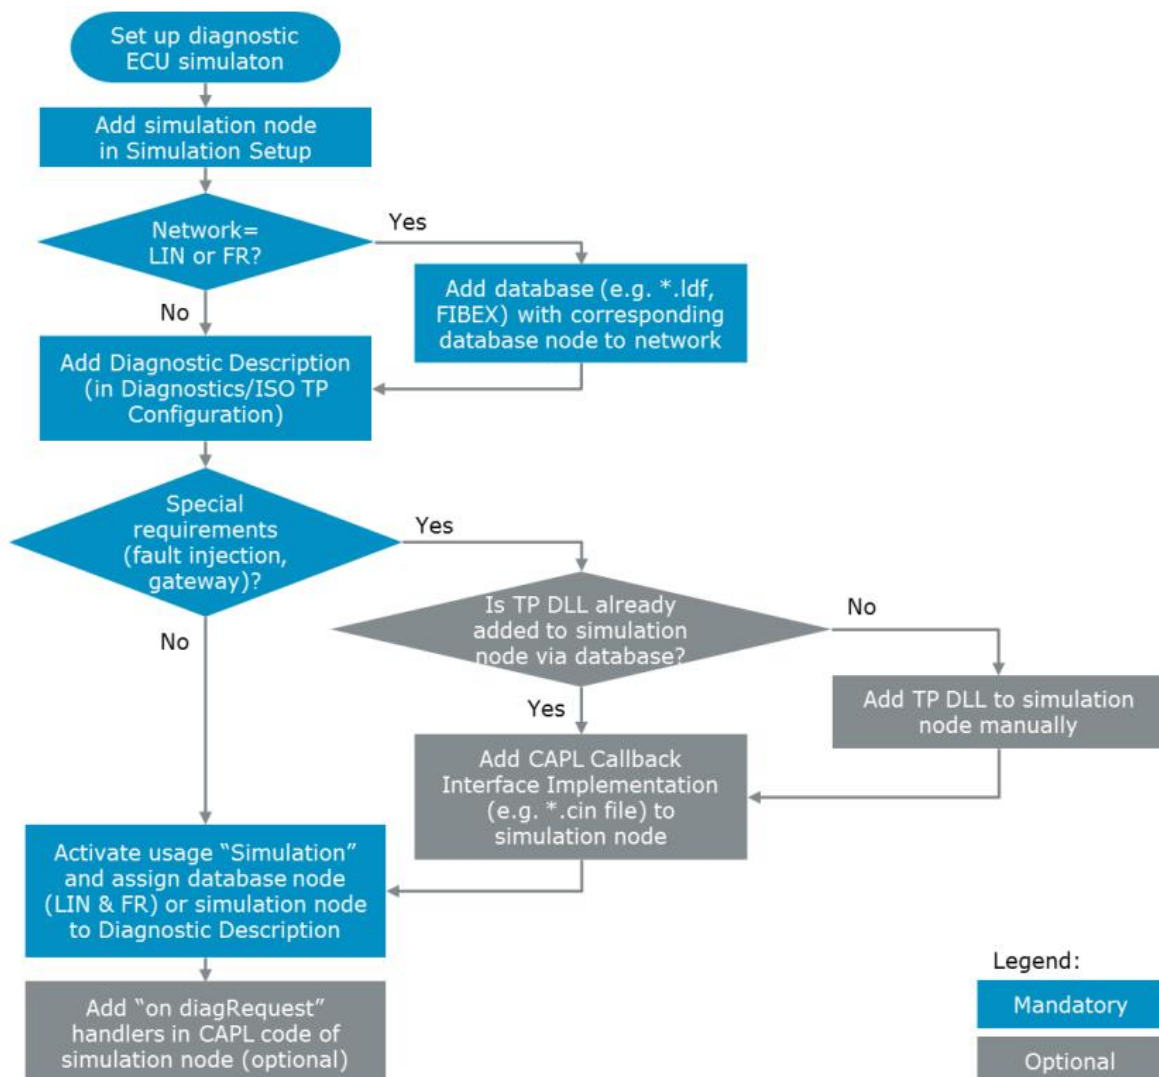 Set up diagnostic
ECU simulaton
Add simulation node
in Simulation Setup
Network=
LIN or FR?
Yes
No
Add database (e.g. *.ldf,
FIBEX) with corresponding
database node to network
Add Diagnostic Description
(in Diagnostics/ISO TP
Configuration)
Special
requirements
(fault injection,
gateway)?
Yes
No
Is TP DLL already
added to simulation
node via database?
No
Yes
Add TP DLL to simulation
node manually
Add CAPL Callback
Interface Implementation
(e.g. *.cin file) to
simulation node
Activate usage “Simulation”
and assign database node
(LIN & FR) or simulation node
to Diagnostic Description
Add “on diagRequest”
handlers in CAPL code of
simulation node (optional)
Legend:
Mandatory
Optional